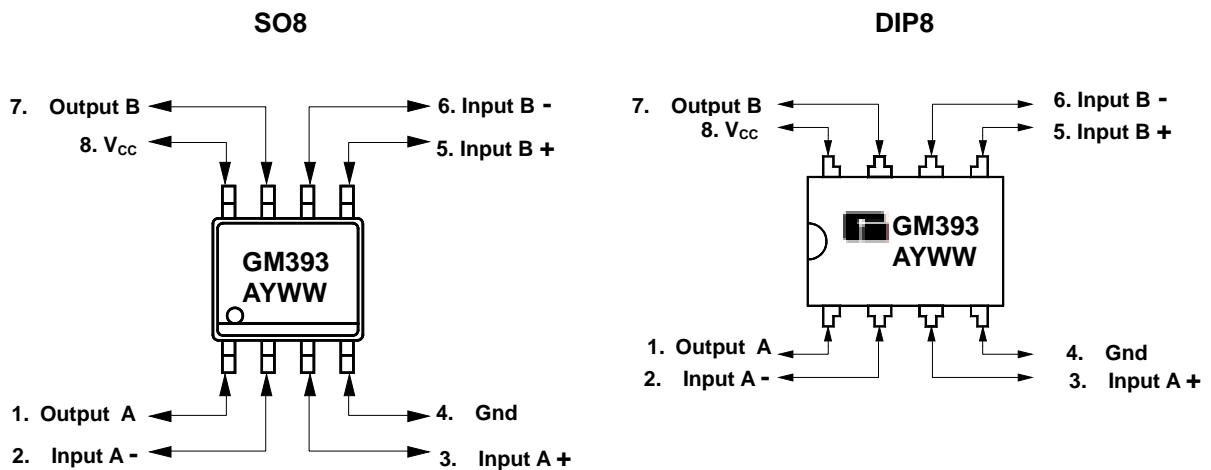 SO8
7. Output B
6. Input B -
8. VCC
5. Input B +
GM393
AYWW
1. Output A
4. Gnd
2. Input A -
3. Input A +
DIP8
7. Output B
6. Input B -
8. VCC
5. Input B +
GM393
AYWW
1. Output A
4. Gnd
2. Input A -
3. Input A +